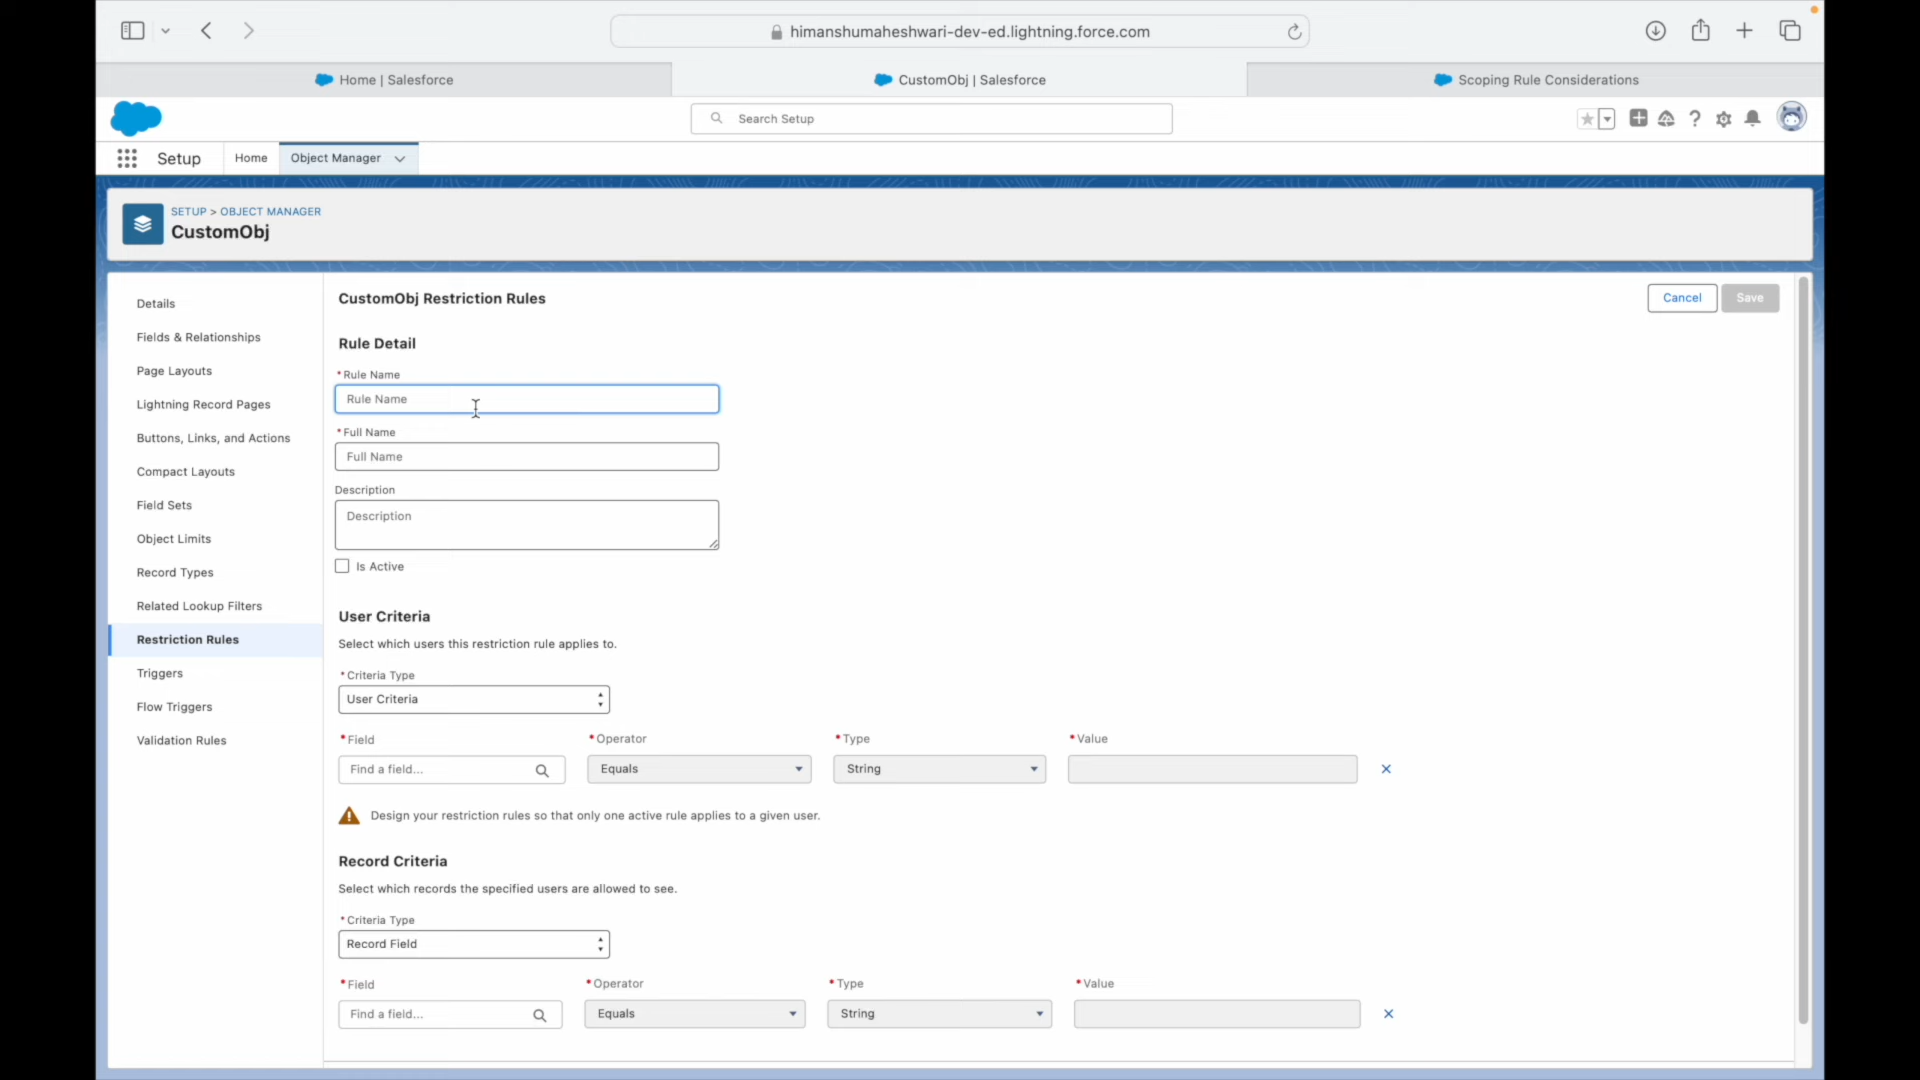 himanshumaheshwari-dev-ed.lightning.force.com
Home | Salesforce
CustomObj | Salesforce
Scoping Rule Considerations
Search Setup
Setup
Home
Object Manager
SETUP > OBJECT MANAGER
CustomObj
Details
Fields & Relationships
Page Layouts
Lightning Record Pages
Buttons, Links, and Actions
Compact Layouts
Field Sets
Object Limits
Record Types
Related Lookup Filters
Restriction Rules
Triggers
Flow Triggers
Validation Rules
CustomObj Restriction Rules
Cancel
Save
Rule Detail
*Rule Name
Rule Name
*Full Name
Full Name
Description
Description
Is Active
User Criteria
Select which users this restriction rule applies to.
*Criteria Type
User Criteria
*Field *Operator *Type *Value
Find a field... Equals String
Design your restriction rules so that only one active rule applies to a given user.
Record Criteria
Select which records the specified users are allowed to see.
*Criteria Type
Record Field
*Field *Operator *Type *Value
Find a field... Equals String